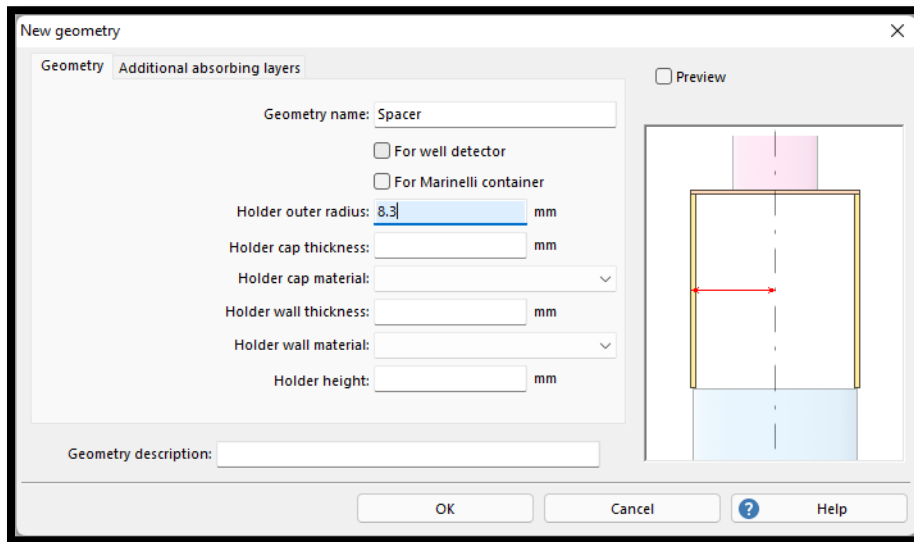 New geometry
Geometry
Additional absorbing layers
Preview
Geometry name: Spacer
For well detector
For Marinelli container
Holder outer radius: 8.3 mm
Holder cap thickness: mm
Holder cap material:
Holder wall thickness: mm
Holder wall material:
Holder height: mm
Geometry description:
OK
Cancel
? Help